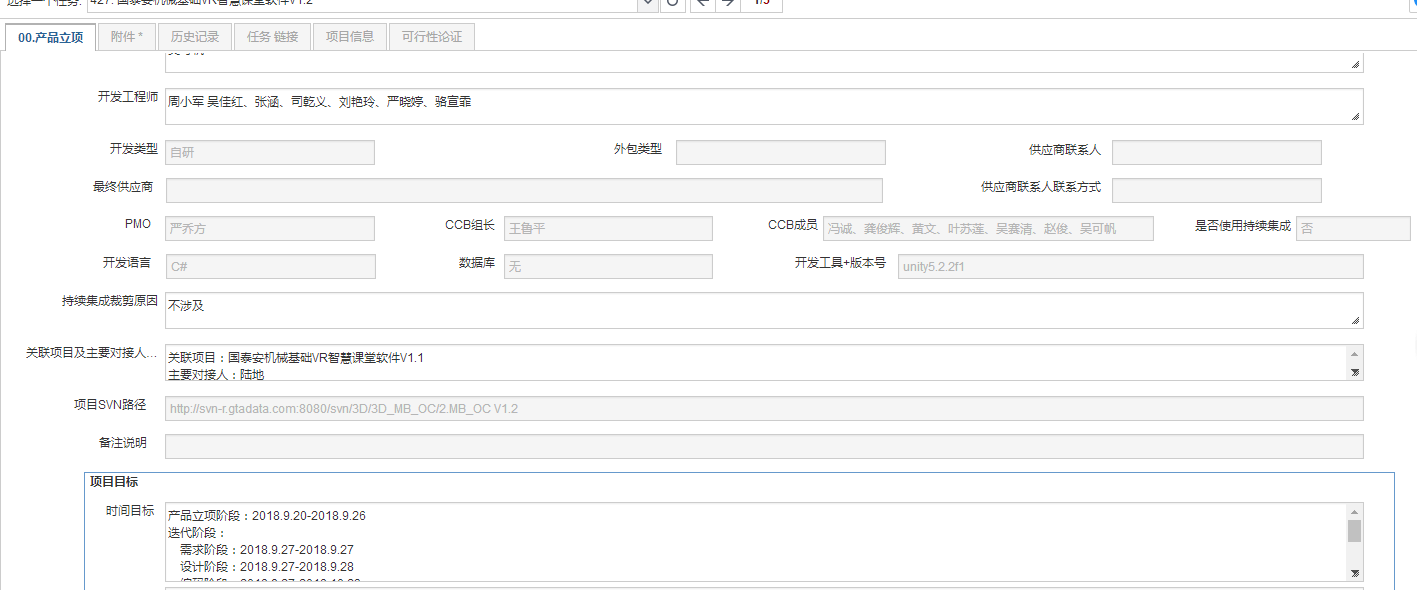 选择一个任务: 427. 国泰安机械基础VR智慧课堂软件V1.2 1/3
00.产品立项 附件 * 历史记录 任务 链接 项目信息 可行性论证
开发工程师 周小军 吴佳红、张涵、司乾义、刘艳玲、严晓婷、骆宣霏
开发类型 自研 外包类型 供应商联系人
最终供应商 供应商联系人联系方式
PMO 严乔方 CCB组长 王鲁平 CCB成员 冯诚、龚俊辉、黄文、叶苏莲、吴赛清、赵俊、吴可帆 是否使用持续集成 否
开发语言 C# 数据库 无 开发工具+版本号 unity5.2.2f1
持续集成裁剪原因 不涉及
关联项目及主要对接人... 关联项目：国泰安机械基础VR智慧课堂软件V1.1
主要对接人：陆地
项目SVN路径 http://svn-r.gtadata.com:8080/svn/3D/3D_MB_OC/2.MB_OC V1.2
备注说明
项目目标
时间目标 产品立项阶段：2018.9.20-2018.9.26
迭代阶段：
需求阶段：2018.9.27-2018.9.27
设计阶段：2018.9.27-2018.9.28